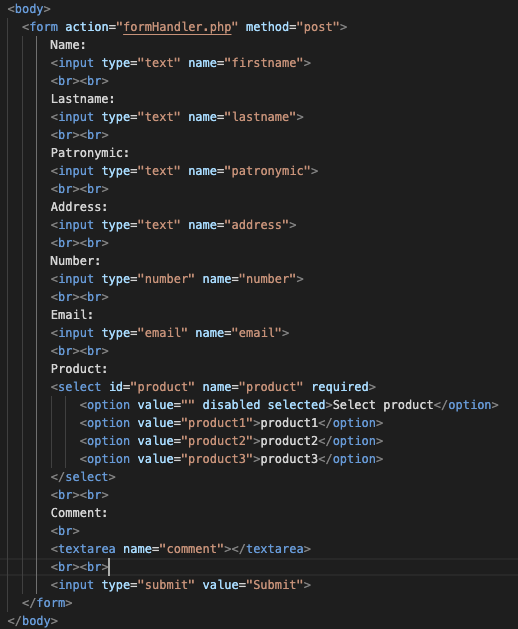 <body>
<form action="formHandler.php" method="post">
Name:
<input type="text" name="firstname">
<br><br>
Lastname:
<input type="text" name="lastname">
<br><br>
Patronymic:
<input type="text" name="patronymic">
<br><br>
Address:
<input type="text" name="address">
<br><br>
Number:
<input type="number" name="number">
<br><br>
Email:
<input type="email" name="email">
<br><br>
Product:
<select id="product" name="product" required>
<option value="" disabled selected>Select product</option>
<option value="product1">product1</option>
<option value="product2">product2</option>
<option value="product3">product3</option>
</select>
<br><br>
Comment:
<br>
<textarea name="comment"></textarea>
<br><br>
<input type="submit" value="Submit">
</form>
</body>